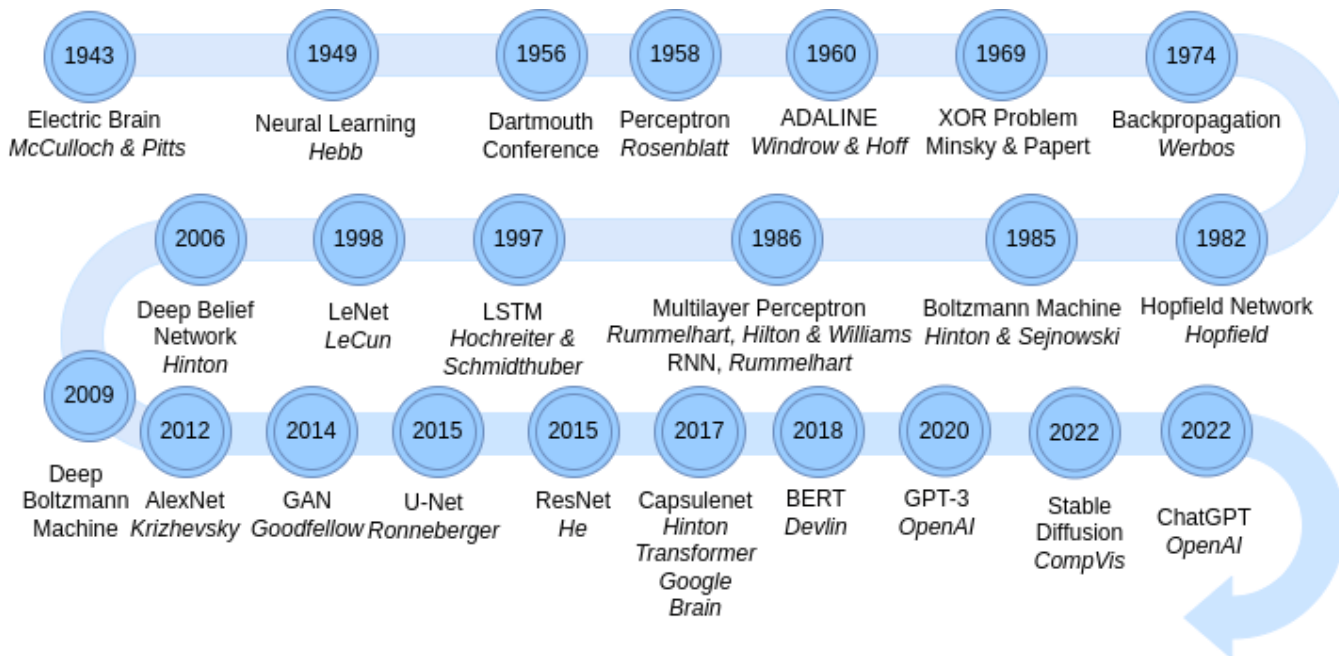 1943
Electric Brain
McCulloch & Pitts
1949
Neural Learning
Hebb
1956
Dartmouth
Conference
1958
Perceptron
Rosenblatt
1960
ADALINE
Windrow & Hoff
1969
XOR Problem
Minsky & Papert
1974
Backpropagation
Werbos
1982
Hopfield Network
Hopfield
1985
Boltzmann Machine
Hinton & Sejnowski
1986
Multilayer Perceptron
Rummelhart, Hilton & Williams
RNN, Rummelhart
1997
LSTM
Hochreiter &
Schmidthuber
1998
LeNet
LeCun
2006
Deep Belief
Network
Hinton
2009
Deep
Boltzmann
Machine
2012
AlexNet
Krizhevsky
2014
GAN
Goodfellow
2015
U-Net
Ronneberger
2015
ResNet
He
2017
Capsulenet
Hinton
Transformer
Google
Brain
2018
BERT
Devlin
2020
GPT-3
OpenAI
2022
Stable
Diffusion
CompVis
2022
ChatGPT
OpenAI